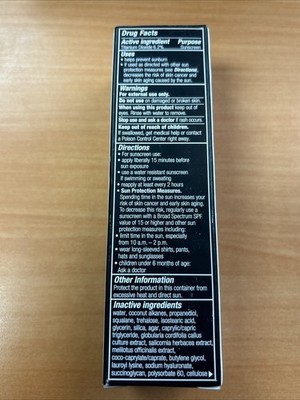 Drug Facts
Active ingredient Purpose
Titanium Dioxide 6.2% Sunscreen
Uses
• helps prevent sunburn
• if used as directed with other sun
protection measures (see Directions),
decreases the risk of skin cancer and
early skin aging caused by the sun.
Warnings
For external use only.
Do not use on damaged or broken skin.
When using this product keep out of
eyes. Rinse with water to remove.
Stop use and ask a doctor if rash occurs.
Keep out of reach of children.
If swallowed, get medical help or contact
a Poison Control Center right away.
Directions
• For sunscreen use:
• apply liberally 15 minutes before
sun exposure
• use a water resistant sunscreen
if swimming or sweating
• reapply at least every 2 hours
• Sun Protection Measures.
Spending time in the sun increases your
risk of skin cancer and early skin aging.
To decrease this risk, regularly use a
sunscreen with a Broad Spectrum SPF
value of 15 or higher and other sun
protection measures including:
• limit time in the sun, especially
from 10 a.m. – 2 p.m.
• wear long-sleeved shirts, pants,
hats and sunglasses
• children under 6 months of age:
Ask a doctor
Other Information
Protect the product in this container from
excessive heat and direct sun.
Inactive ingredients
water, coconut alkanes, propanediol,
squalane, trehalose, isostearic acid,
glycerin, silica, agar, caprylic/capric
triglyceride, globularia cordifolia callus
culture extract, salicornia herbacea extract,
melilotus officinalis extract,
coco-caprylate/caprate, butylene glycol,
lauroyl lysine, sodium hyaluronate,
succinoglycan, polysorbate 60, cellulose